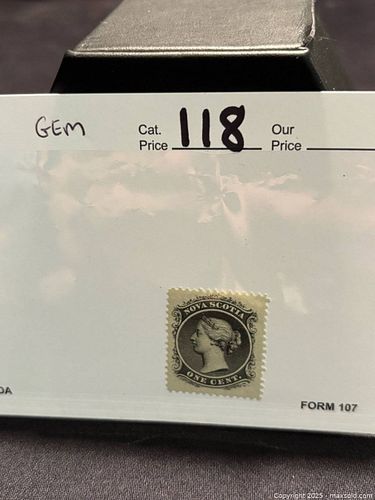 GEM
Cat. Price 118
Our Price
NOVA SCOTIA
ONE CENT.
DA
FORM 107
Copyright 2025 - maxsold.com